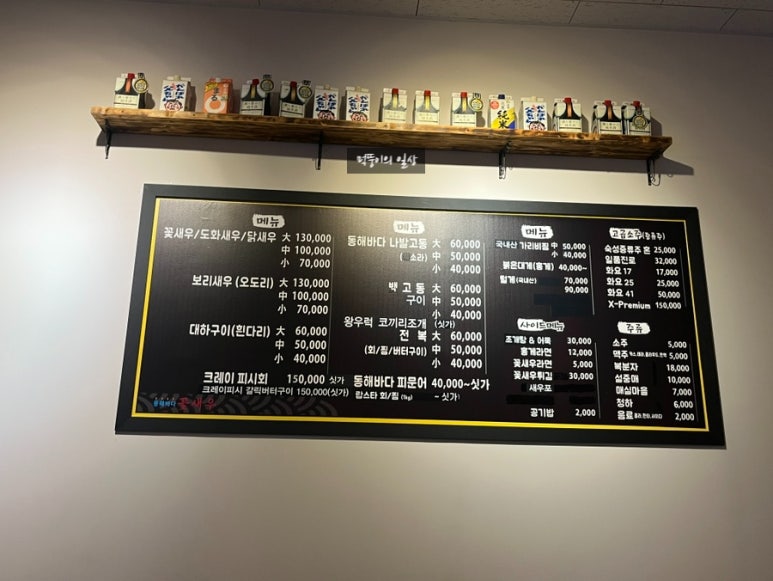 먹뚱이의 일상
메뉴
꽃새우/도화새우/닭새우 大 130,000
中 100,000
小 70,000
보리새우 (오도리) 大 130,000
中 100,000
小 70,000
대하구이(흰다리) 大 60,000
中 50,000
小 40,000
크레이 피시회 150,000 싯가
크레이피시 갈릭버터구이 150,000(싯가)
동해바다 꽃새우
메뉴
동해바다 나발고동 大 60,000
소라) 中 50,000
小 40,000
백고동 大 60,000
구이 中 50,000
小 40,000
왕우럭 코끼리조개 (싯가)
전복 大 60,000
(회/찜/버터구이) 中 50,000
小 40,000
동해바다 피문어 40,000~싯가
랍스타 회/찜 (1kg) ~ 싯가
메뉴
국내산 가리비찜 中 50,000
小 40,000
붉은대게(홍게) 40,000~
털게(국내산) 70,000
90,000
사이드메뉴
조개탕 & 어묵 30,000
홍게라면 12,000
꽃새우라면 5,000
꽃새우튀김 30,000
새우포
공기밥 2,000
고급소주
숙성증류주 혼 25,000
일품진로 32,000
화요 17 17,000
화요 25 25,000
화요 41 50,000
X-Premium 150,000
주류
소주 5,000
맥주 5,000
복분자 18,000
설중매 10,000
매실마을 7,000
청하 6,000
음료 2,000